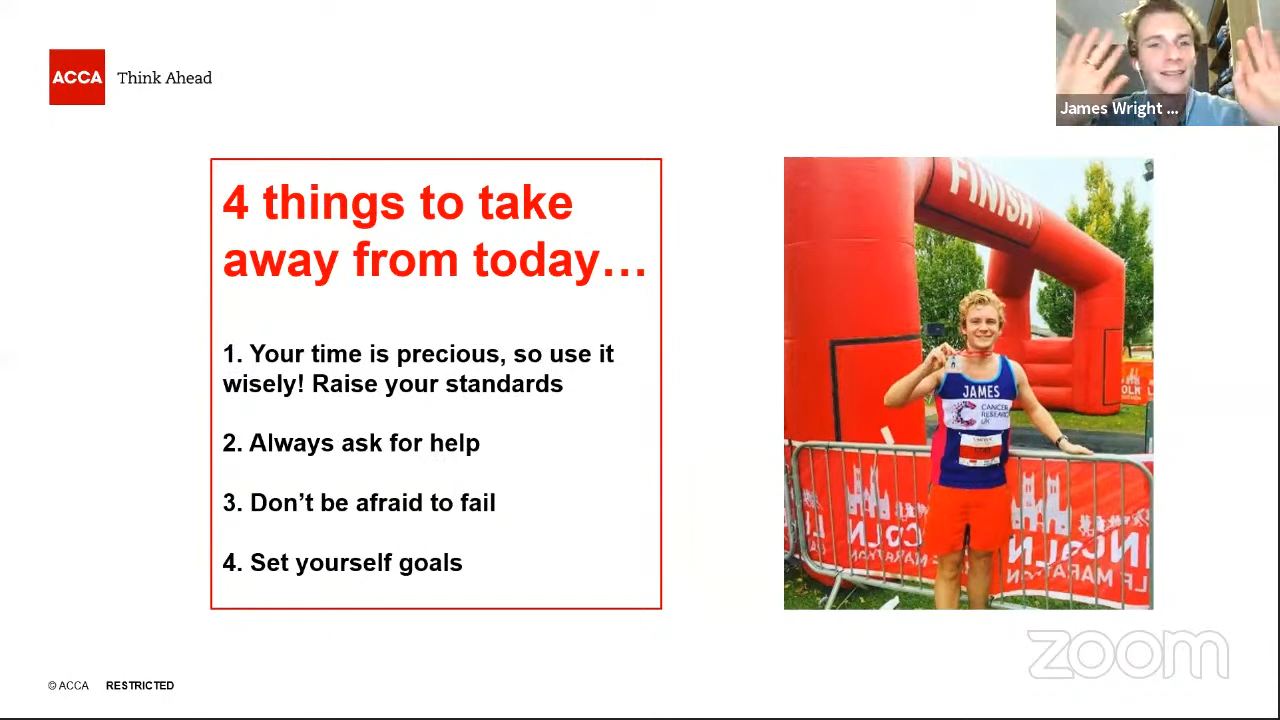 ACCA Think Ahead
James Wright ...
4 things to take
away from today…
1. Your time is precious, so use it
wisely! Raise your standards
2. Always ask for help
3. Don’t be afraid to fail
4. Set yourself goals
FINISH
JAMES
CANCER
RESEARCH
UK
zoom
© ACCA RESTRICTED